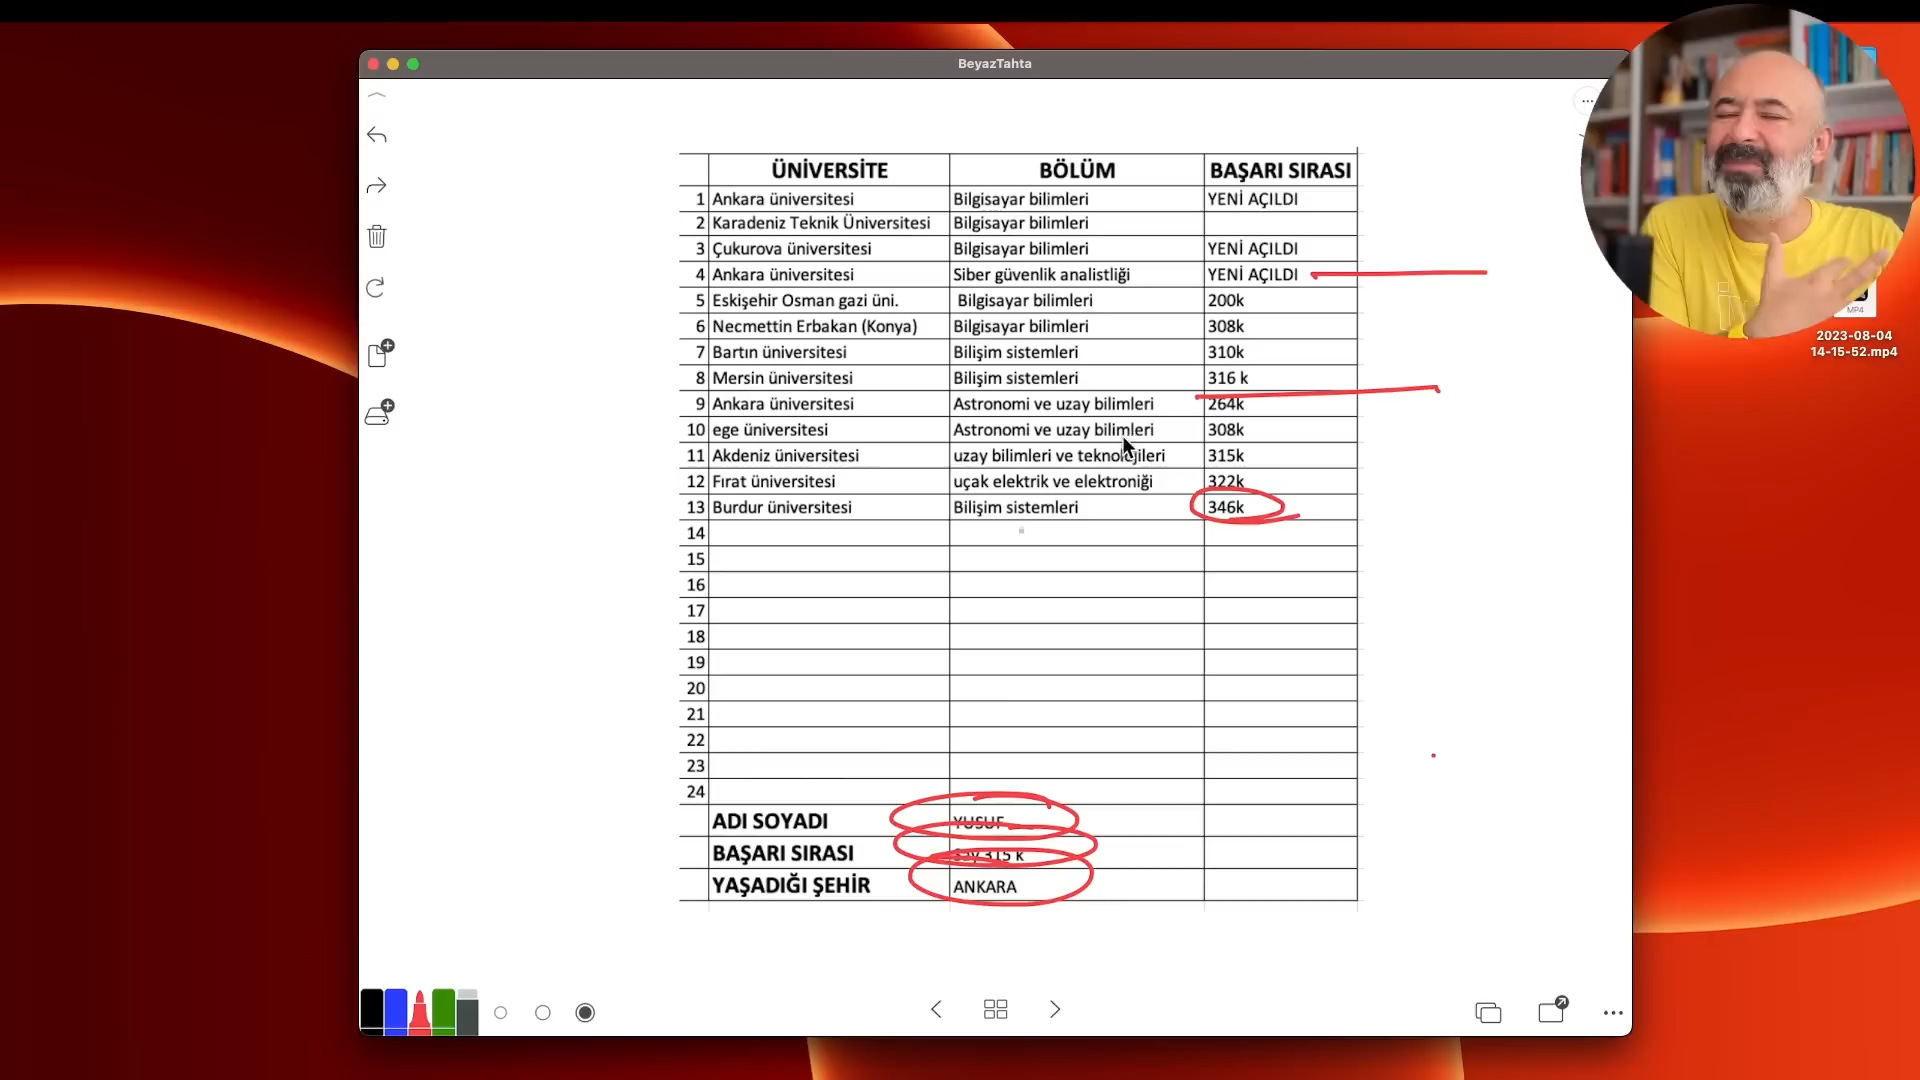 BeyazTahta
ÜNİVERSİTE BÖLÜM BAŞARI SIRASI
1 Ankara üniversitesi Bilgisayar bilimleri YENİ AÇILDI
2 Karadeniz Teknik Üniversitesi Bilgisayar bilimleri
3 Çukurova üniversitesi Bilgisayar bilimleri YENİ AÇILDI
4 Ankara üniversitesi Siber güvenlik analistliği YENİ AÇILDI
5 Eskişehir Osman gazi üni. Bilgisayar bilimleri 200k
6 Necmettin Erbakan (Konya) Bilgisayar bilimleri 308k
7 Bartın üniversitesi Bilişim sistemleri 310k
8 Mersin üniversitesi Bilişim sistemleri 316 k
9 Ankara üniversitesi Astronomi ve uzay bilimleri 264k
10 ege üniversitesi Astronomi ve uzay bilimleri 308k
11 Akdeniz üniversitesi uzay bilimleri ve teknolojileri 315k
12 Fırat üniversitesi uçak elektrik ve elektroniği 322k
13 Burdur üniversitesi Bilişim sistemleri 346k
14
15
16
17
18
19
20
21
22
23
24
ADI SOYADI YUSUF
BAŞARI SIRASI Say 315 k
YAŞADIĞI ŞEHİR ANKARA
MP4
2023-08-04
14-15-52.mp4